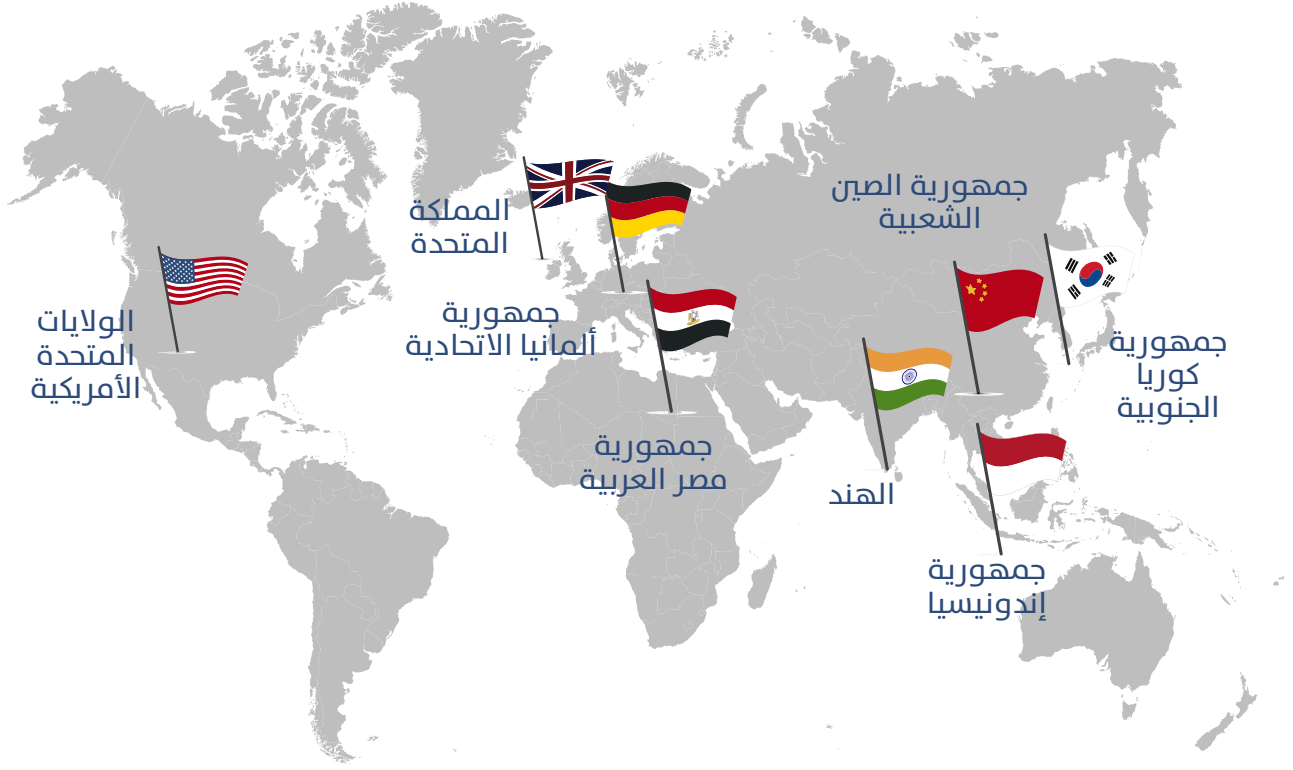 جمهورية الصين
الشعبية
المملكة
المتحدة
جمهورية
ألمانيا الاتحادية
الولايات
المتحدة
الأمريكية
جمهورية
كوريا
الجنوبية
جمهورية
مصر العربية
الهند
جمهورية
إندونيسيا